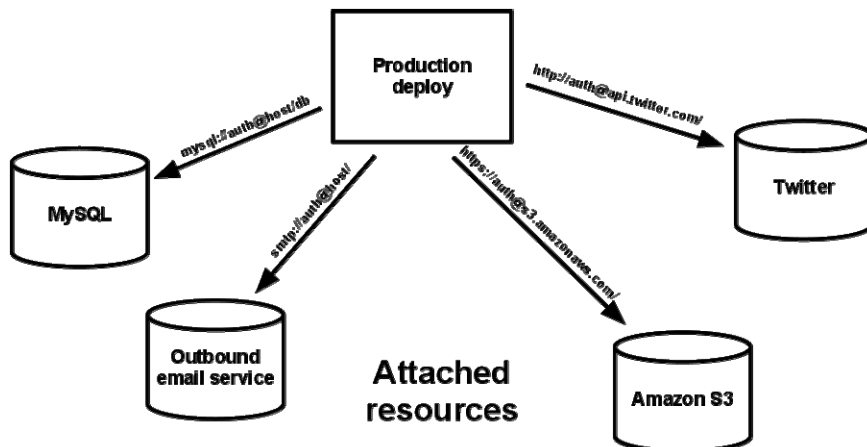 Production
deploy
mysql://auth@host/db
http://auth@api.twitter.com/
smtp://auth@host/
https://auth@s3.amazonaws.com/
MySQL
Twitter
Outbound
email service
Attached
resources
Amazon S3